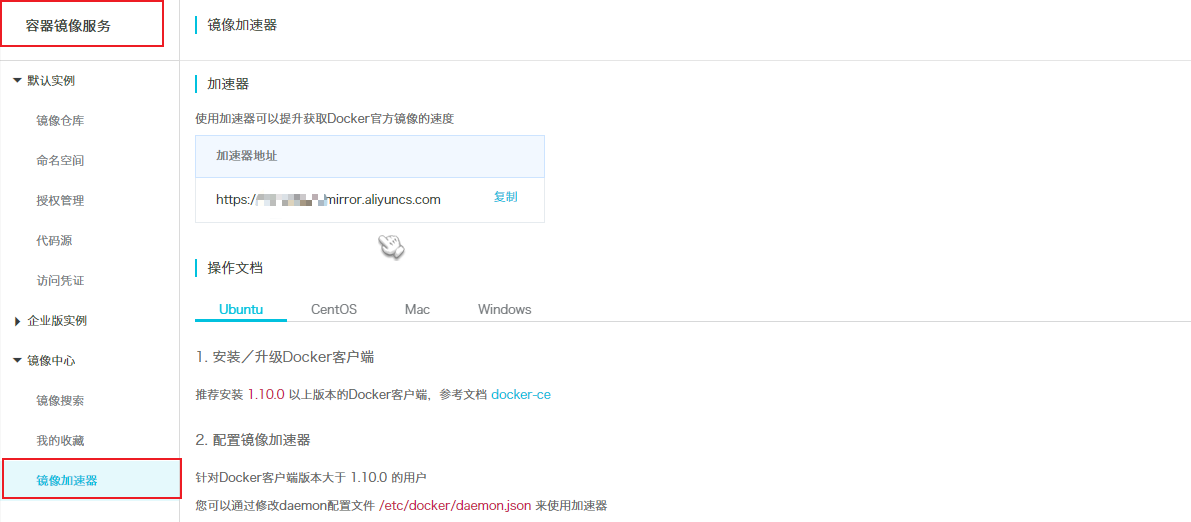 容器镜像服务
默认实例
镜像仓库
命名空间
授权管理
代码源
访问凭证
企业版实例
镜像中心
镜像搜索
我的收藏
镜像加速器
镜像加速器
加速器
使用加速器可以提升获取Docker官方镜像的速度
加速器地址
https:/ mirror.aliyuncs.com 复制
操作文档
Ubuntu CentOS Mac Windows
1. 安装／升级Docker客户端
推荐安装 1.10.0 以上版本的Docker客户端，参考文档 docker-ce
2. 配置镜像加速器
针对Docker客户端版本大于 1.10.0 的用户
您可以通过修改daemon配置文件 /etc/docker/daemon.json 来使用加速器